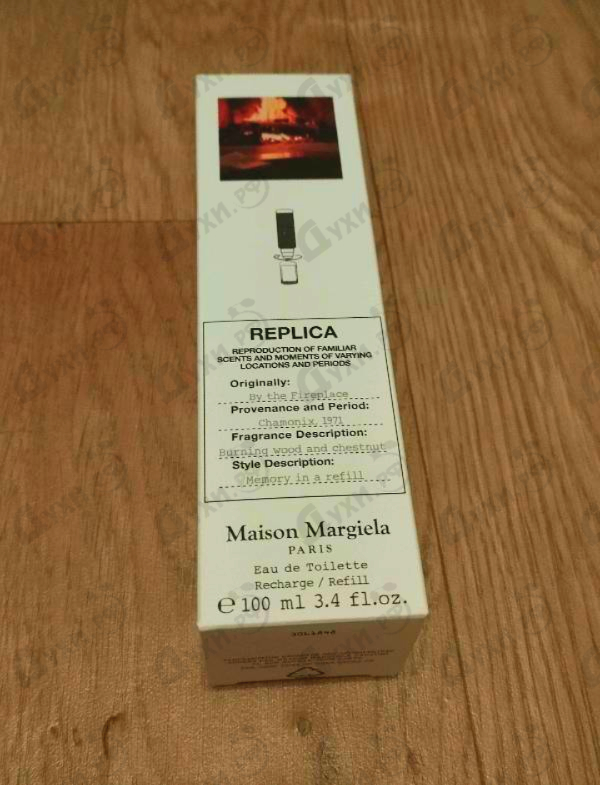 REPLICA
REPRODUCTION OF FAMILIAR
SCENTS AND MOMENTS OF VARYING
LOCATIONS AND PERIODS
Originally:
By the Fireplace
Provenance and Period:
Chamonix, 1971
Fragrance Description:
Burning wood and chestnut
Style Description:
Memory in a refill
Maison Margiela
PARIS
Eau de Toilette
Recharge / Refill
℮ 100 ml 3.4 fl.oz.
Духи.рф